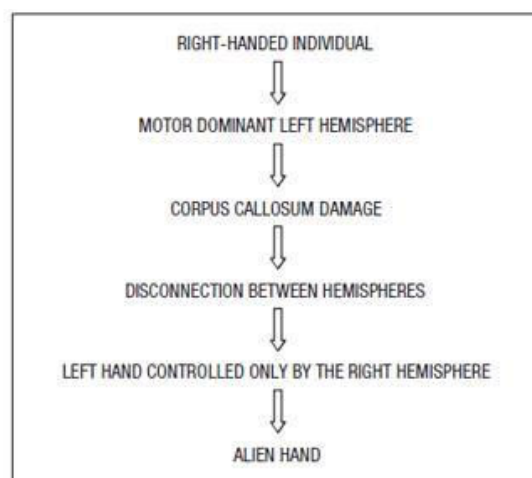 RIGHT-HANDED INDIVIDUAL
MOTOR DOMINANT LEFT HEMISPHERE
CORPUS CALLOSUM DAMAGE
DISCONNECTION BETWEEN HEMISPHERES
LEFT HAND CONTROLLED ONLY BY THE RIGHT HEMISPHERE
ALIEN HAND